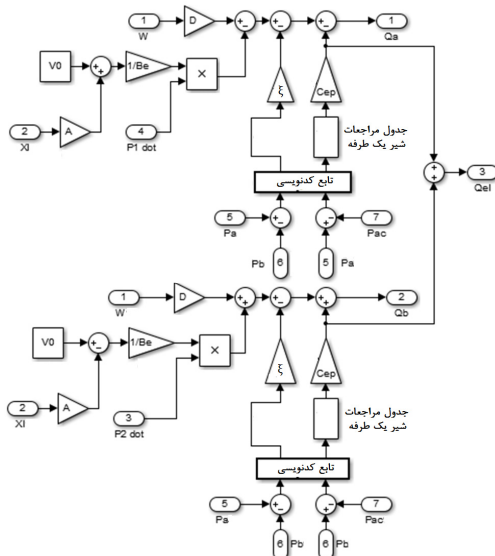 1
W
D
1
Qa
V0
1/Be
ξ
Cep
2
Xl
A
4
P1 dot
جدول مراجعات
شیر یک طرفه
تابع کدنویسی
3
Qel
5
Pa
7
Pac
Pb
6
5
Pa
1
W
D
2
Qb
V0
1/Be
ξ
Cep
2
Xl
A
3
P2 dot
جدول مراجعات
شیر یک طرفه
تابع کدنویسی
5
Pa
7
Pac
6
Pb
6
Pb